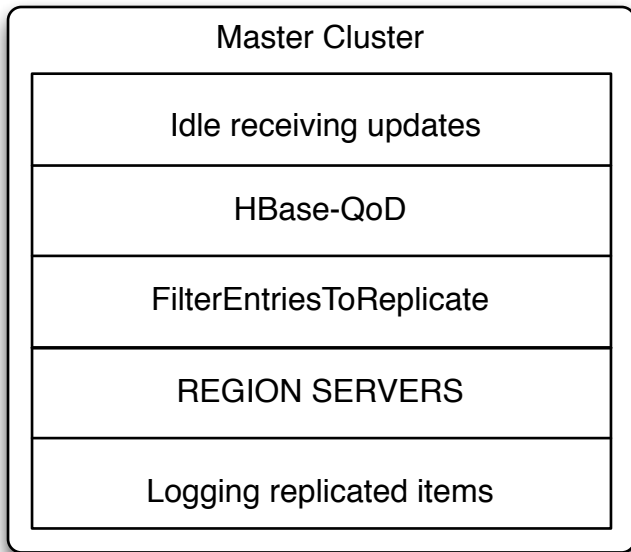 Master Cluster
Idle receiving updates
HBase-QoD
FilterEntriesToReplicate
REGION SERVERS
Logging replicated items